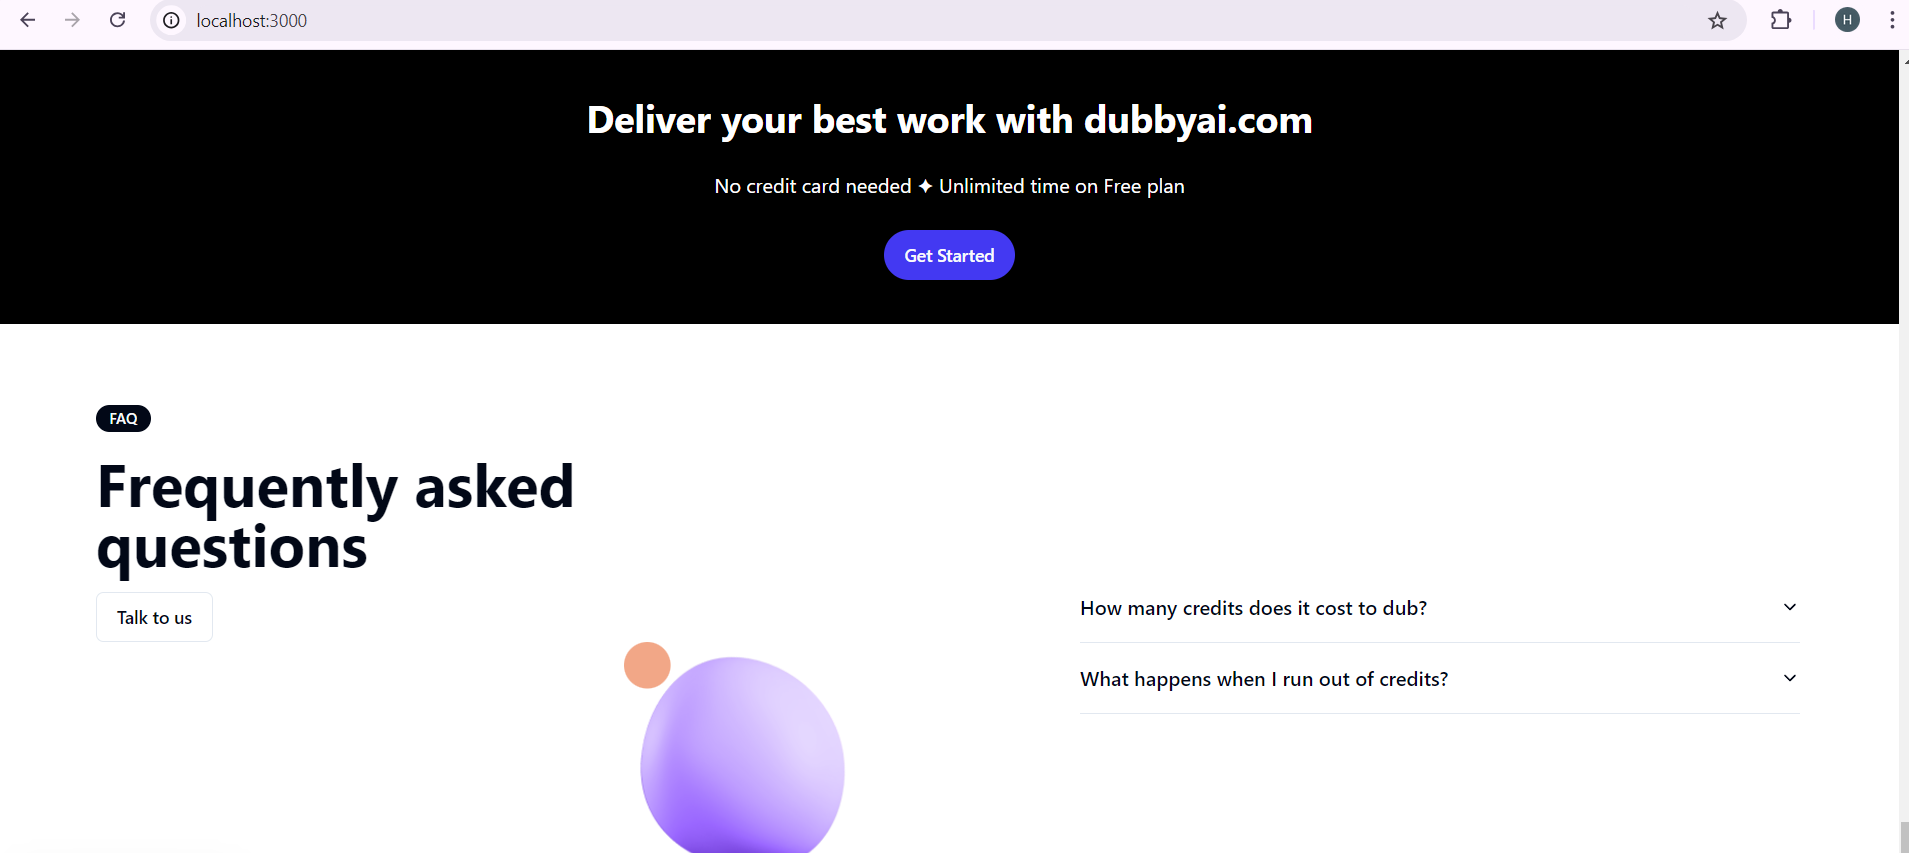 localhost:3000
H
Deliver your best work with dubbyai.com
No credit card needed ✦ Unlimited time on Free plan
Get Started
FAQ
Frequently asked
questions
Talk to us
How many credits does it cost to dub?
What happens when I run out of credits?